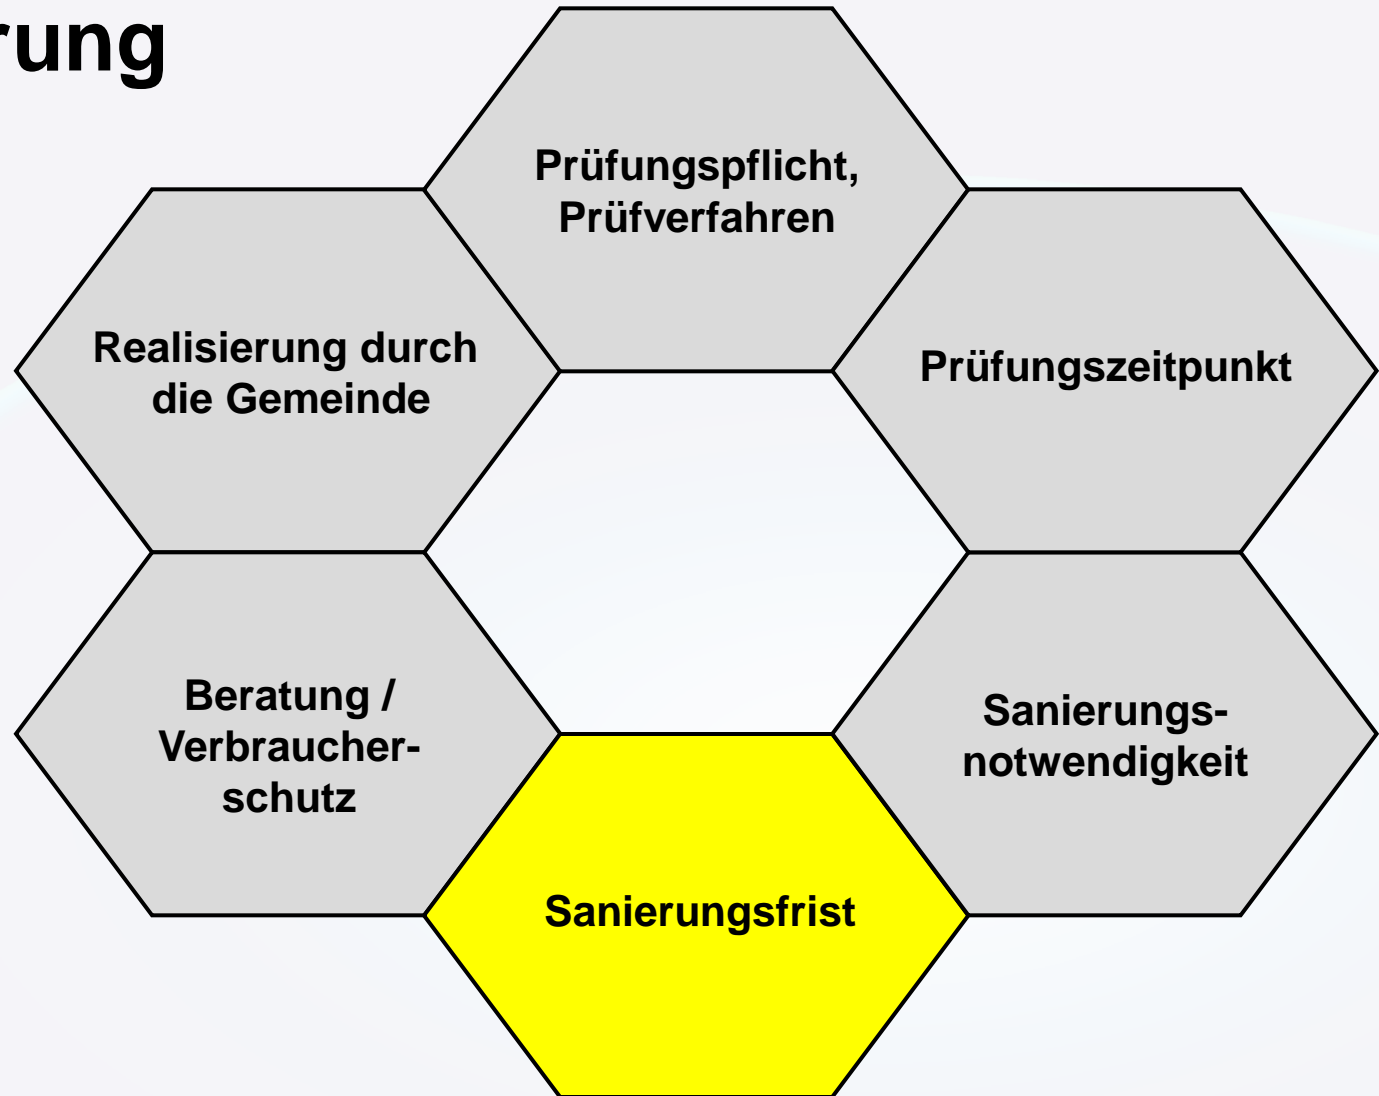 rung
Prüfungspflicht,
Prüfverfahren
Realisierung durch
die Gemeinde
Prüfungszeitpunkt
Beratung /
Verbraucher-
schutz
Sanierungs-
notwendigkeit
Sanierungsfrist